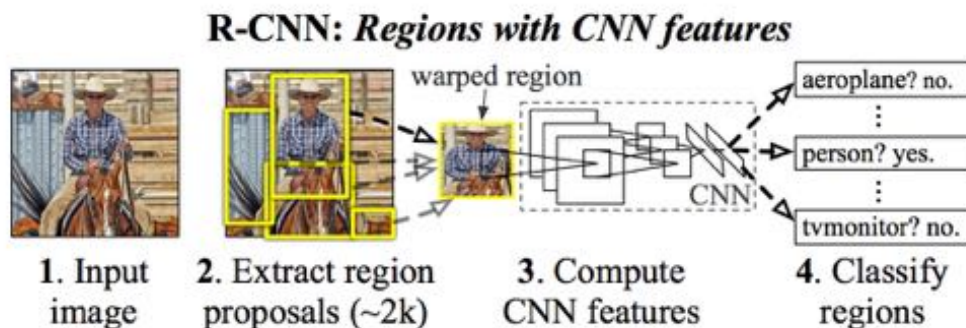 R-CNN: Regions with CNN features
warped region
aeroplane? no.
⋮
person? yes.
⋮
tvmonitor? no.
CNN
1. Input
image
2. Extract region
proposals (~2k)
3. Compute
CNN features
4. Classify
regions